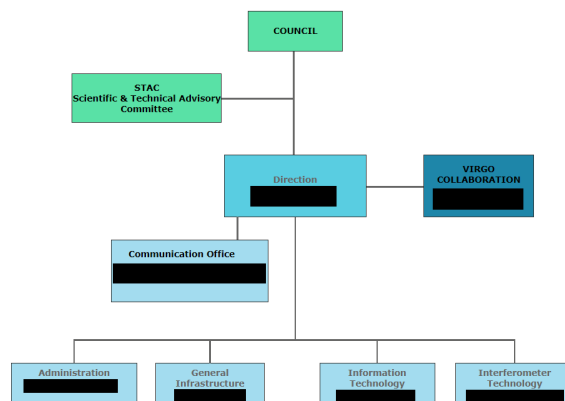 COUNCIL
STAC
Scientific & Technical Advisory
Committee
Direction
VIRGO
COLLABORATION
Communication Office
Administration
General
Infrastructure
Information
Technology
Interferometer
Technology